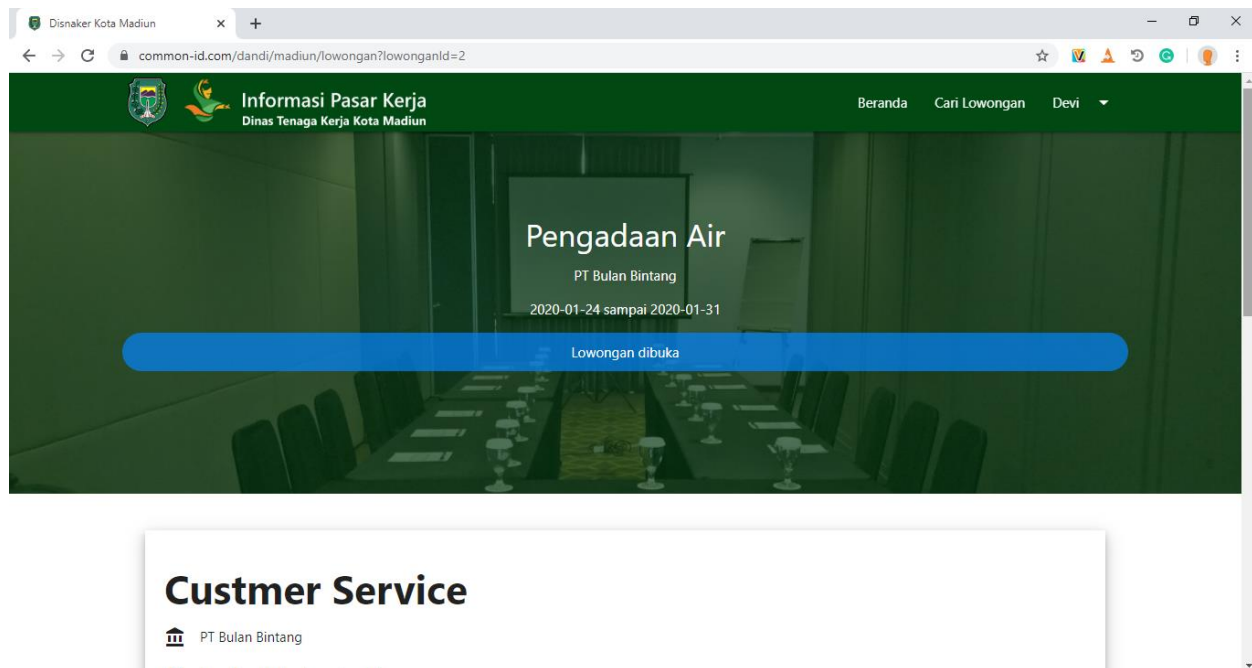 Disnaker Kota Madiun
common-id.com/dandi/madiun/lowongan?lowonganId=2
Informasi Pasar Kerja
Dinas Tenaga Kerja Kota Madiun
Beranda Cari Lowongan Devi
Pengadaan Air
PT Bulan Bintang
2020-01-24 sampai 2020-01-31
Lowongan dibuka
Custmer Service
PT Bulan Bintang